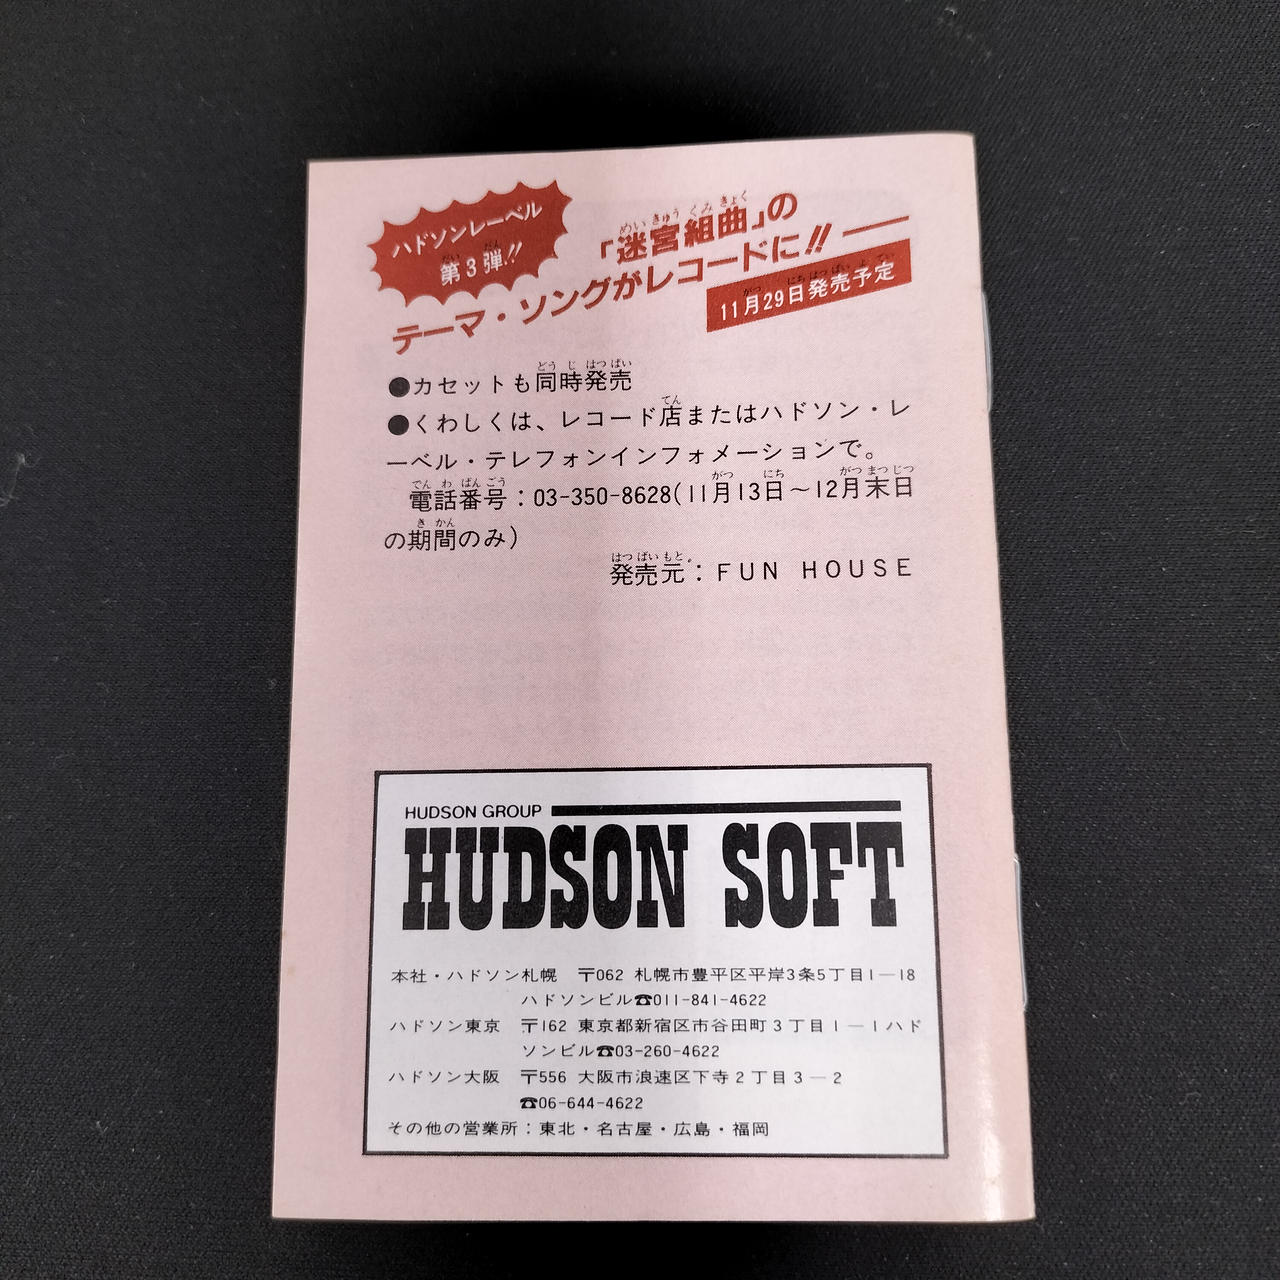 ハドソンレーベル
第3弾!!
「迷宮組曲」の
テーマ・ソングがレコードに!!
11月29日発売予定
●カセットも同時発売
●くわしくは、レコード店またはハドソン・レ
ーベル・テレフォンインフォメーションで。
電話番号：03-350-8628(11月13日〜12月末日
の期間のみ)
発売元：FUN HOUSE
HUDSON GROUP
HUDSON SOFT
本社・ハドソン札幌 〒062 札幌市豊平区平岸3条5丁目1−18
ハドソンビル☎011-841-4622
ハドソン東京 〒162 東京都新宿区市谷田町3丁目1−1ハド
ソンビル☎03-260-4622
ハドソン大阪 〒556 大阪市浪速区下寺2丁目3−2
☎06-644-4622
その他の営業所：東北・名古屋・広島・福岡